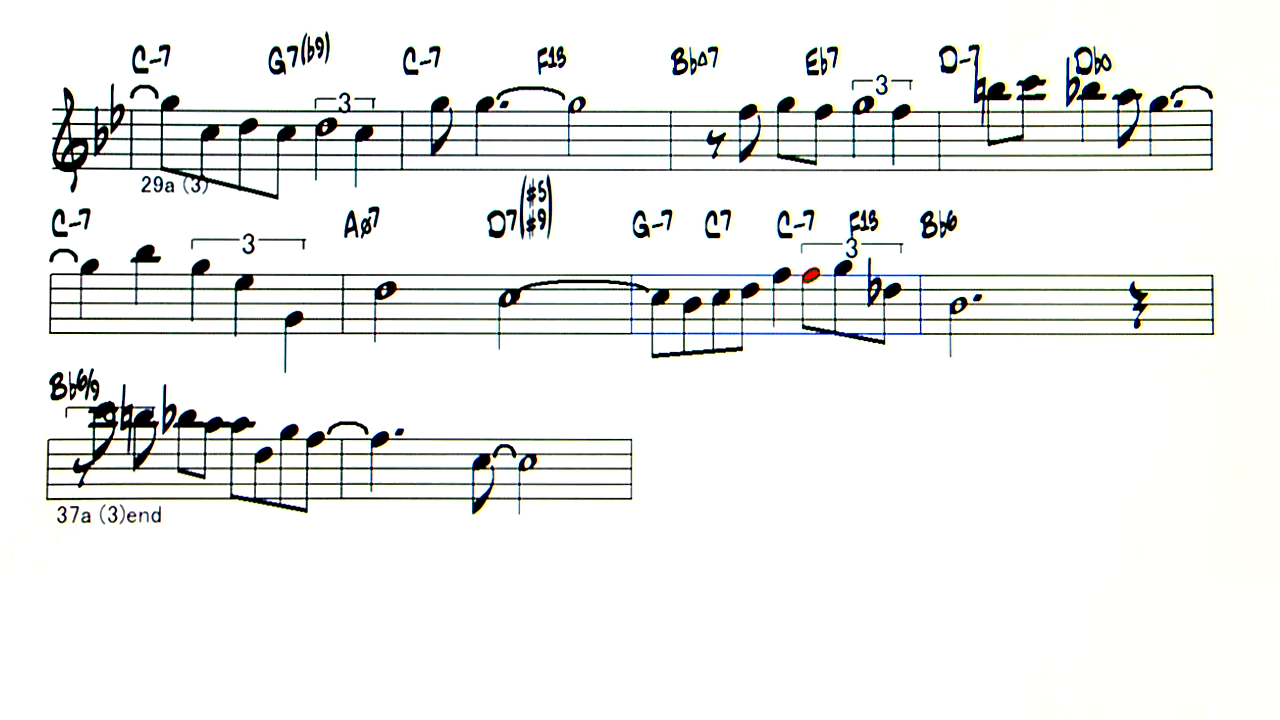 C-7 G7(b9) C-7 F13 Bb△7 Eb7 D-7 Dbo
3 3
29a (3)
C-7 Aø7 D7(#5 #9) G-7 C7 C-7 F13 Bb6
3 3
Bb6/9
37a (3)end